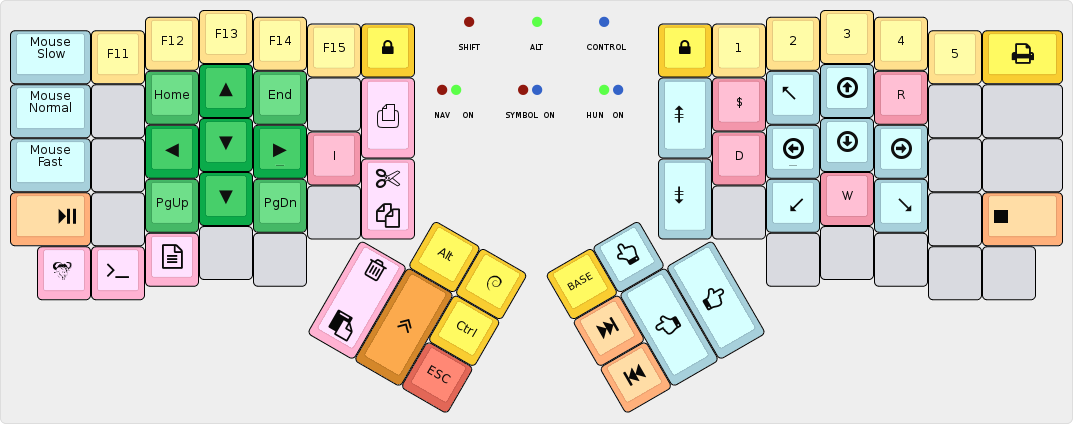 Mouse
Slow
F11
F12
F13
F14
F15
SHIFT
ALT
CONTROL
1
2
3
4
5
Mouse
Normal
Home
End
NAV
ON
SYMBOL
ON
HUN
ON
$
R
Mouse
Fast
I
D
PgUp
PgDn
W
>_
Alt
Ctrl
ESC
BASE